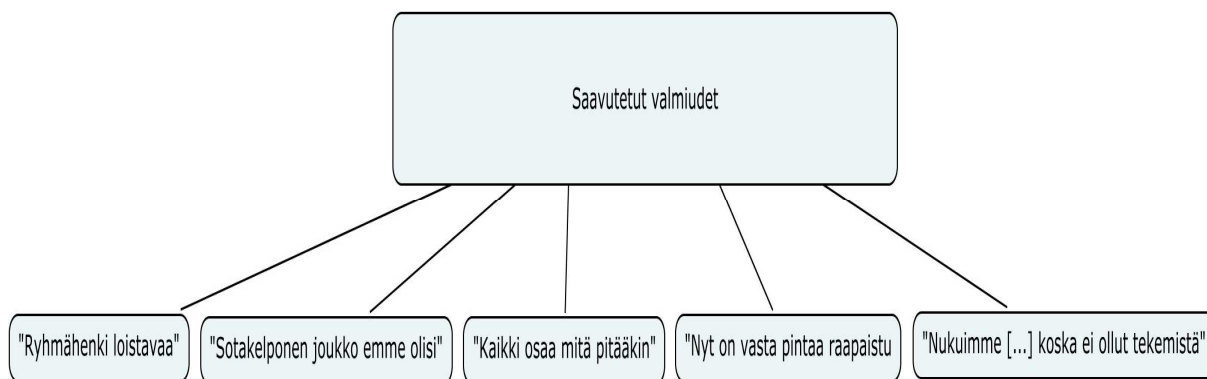 Saavutetut valmiudet
"Ryhmähenki loistavaa"
"Sotakelponen joukko emme olisi"
"Kaikki osaa mitä pitääkin"
"Nyt on vasta pintaa raapaistu
"Nukuimme [...] koska ei ollut tekemistä"